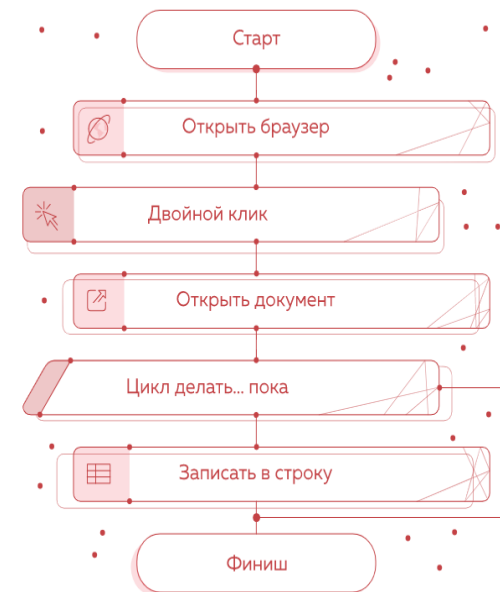 Старт
Открыть браузер
Двойной клик
Открыть документ
Цикл делать... пока
Записать в строку
Финиш